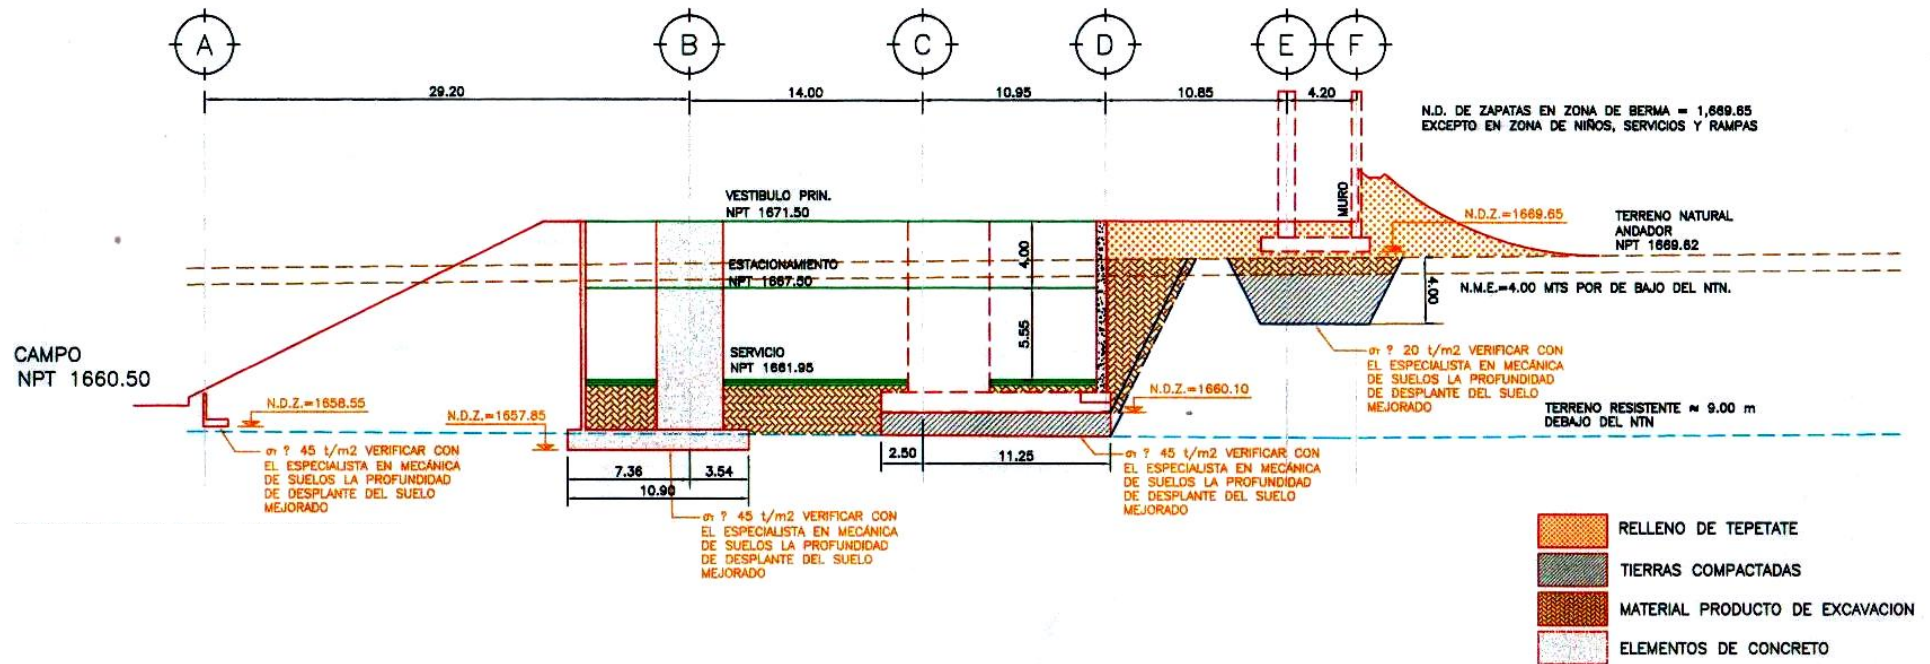 A
B
C
D
E
F
29.20
14.00
10.95
10.85
4.20
N.D. DE ZAPATAS EN ZONA DE BERMA = 1,669.65
EXCEPTO EN ZONA DE NIÑOS, SERVICIOS Y RAMPAS
VESTIBULO PRIN.
NPT 1671.50
MURO
N.D.Z.=1669.65
TERRENO NATURAL
ANDADOR
NPT 1669.62
4.00
ESTACIONAMIENTO
NPT 1667.50
4.00
N.M.E.=4.00 MTS POR DE BAJO DEL NTN.
5.55
CAMPO
NPT 1660.50
SERVICIO
NPT 1661.95
σт ? 20 t/m2 VERIFICAR CON
EL ESPECIALISTA EN MECÁNICA
DE SUELOS LA PROFUNDIDAD
DE DESPLANTE DEL SUELO
MEJORADO
N.D.Z.=1658.55
N.D.Z.=1657.85
N.D.Z.=1660.10
TERRENO RESISTENTE ≈ 9.00 m
DEBAJO DEL NTN
σт ? 45 t/m2 VERIFICAR CON
EL ESPECIALISTA EN MECÁNICA
DE SUELOS LA PROFUNDIDAD
DE DESPLANTE DEL SUELO
MEJORADO
7.36
3.54
10.90
2.50
11.25
σт ? 45 t/m2 VERIFICAR CON
EL ESPECIALISTA EN MECÁNICA
DE SUELOS LA PROFUNDIDAD
DE DESPLANTE DEL SUELO
MEJORADO
σт ? 45 t/m2 VERIFICAR CON
EL ESPECIALISTA EN MECÁNICA
DE SUELOS LA PROFUNDIDAD
DE DESPLANTE DEL SUELO
MEJORADO
RELLENO DE TEPETATE
TIERRAS COMPACTADAS
MATERIAL PRODUCTO DE EXCAVACION
ELEMENTOS DE CONCRETO